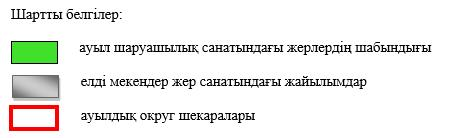 Шартты белгілер:
ауыл шаруашылық санатындағы жерлердің шабындығы
елді мекендер жер санатындағы жайылымдар
ауылдық округ шекаралары